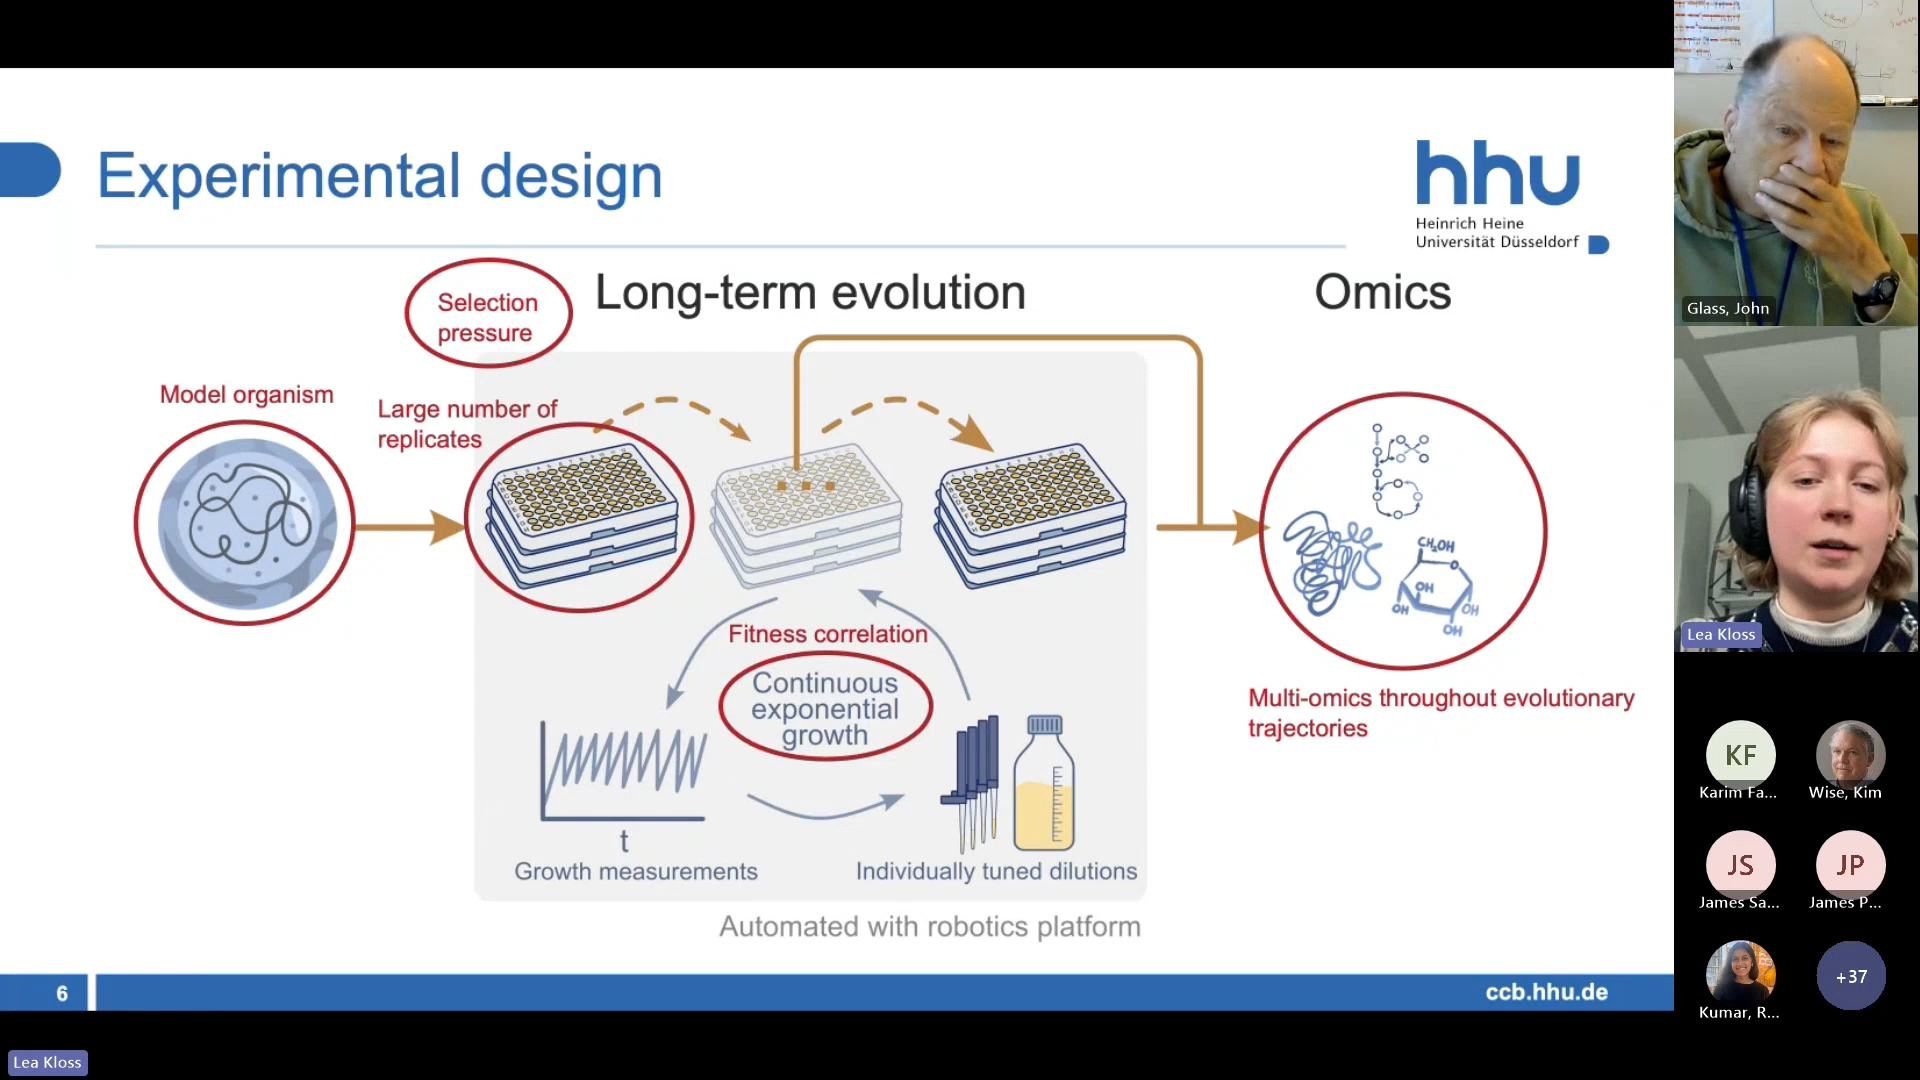 Experimental design
hhu
Heinrich Heine
Universität Düsseldorf
Selection
pressure
Long-term evolution
Omics
Model organism
Large number of
replicates
Fitness correlation
Continuous
exponential
growth
t
Growth measurements
Individually tuned dilutions
Automated with robotics platform
CH₂OH
O
OH
OH
OH
OH
Multi-omics throughout evolutionary
trajectories
6
ccb.hhu.de
Lea Kloss
Glass, John
Lea Kloss
KF
Karim Fa...
Wise, Kim
JS
James Sa...
JP
James P...
Kumar, R...
+37